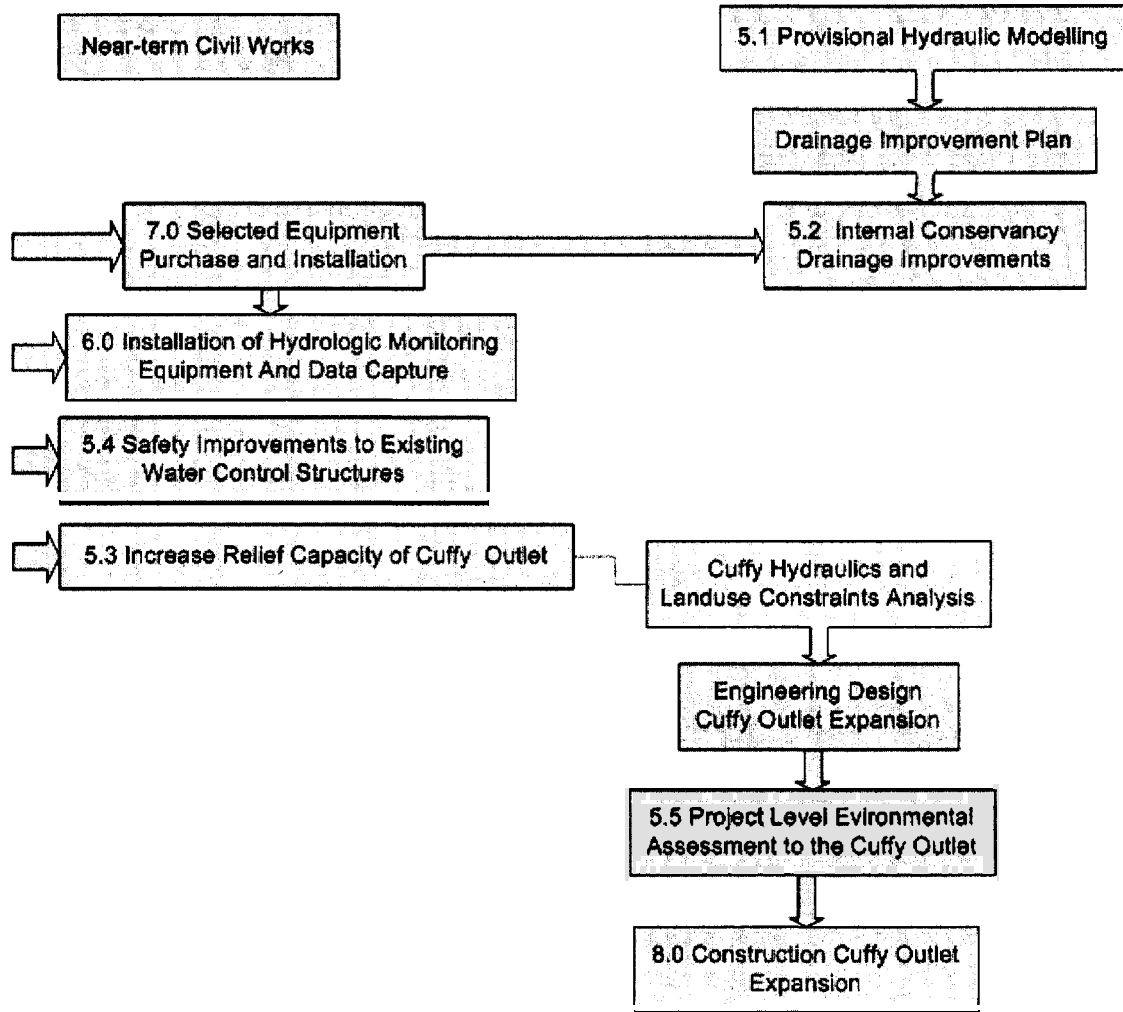 Near-term Civil Works
5.1 Provisional Hydraulic Modelling
Drainage Improvement Plan
7.0 Selected Equipment
Purchase and Installation
5.2 Internal Conservancy
Drainage Improvements
6.0 Installation of Hydrologic Monitoring
Equipment And Data Capture
5.4 Safety Improvements to Existing
Water Control Structures
5.3 Increase Relief Capacity of Cuffy Outlet
Cuffy Hydraulics and
Landuse Constraints Analysis
Engineering Design
Cuffy Outlet Expansion
5.5 Project Level Evironmental
Assessment to the Cuffy Outlet
8.0 Construction Cuffy Outlet
Expansion